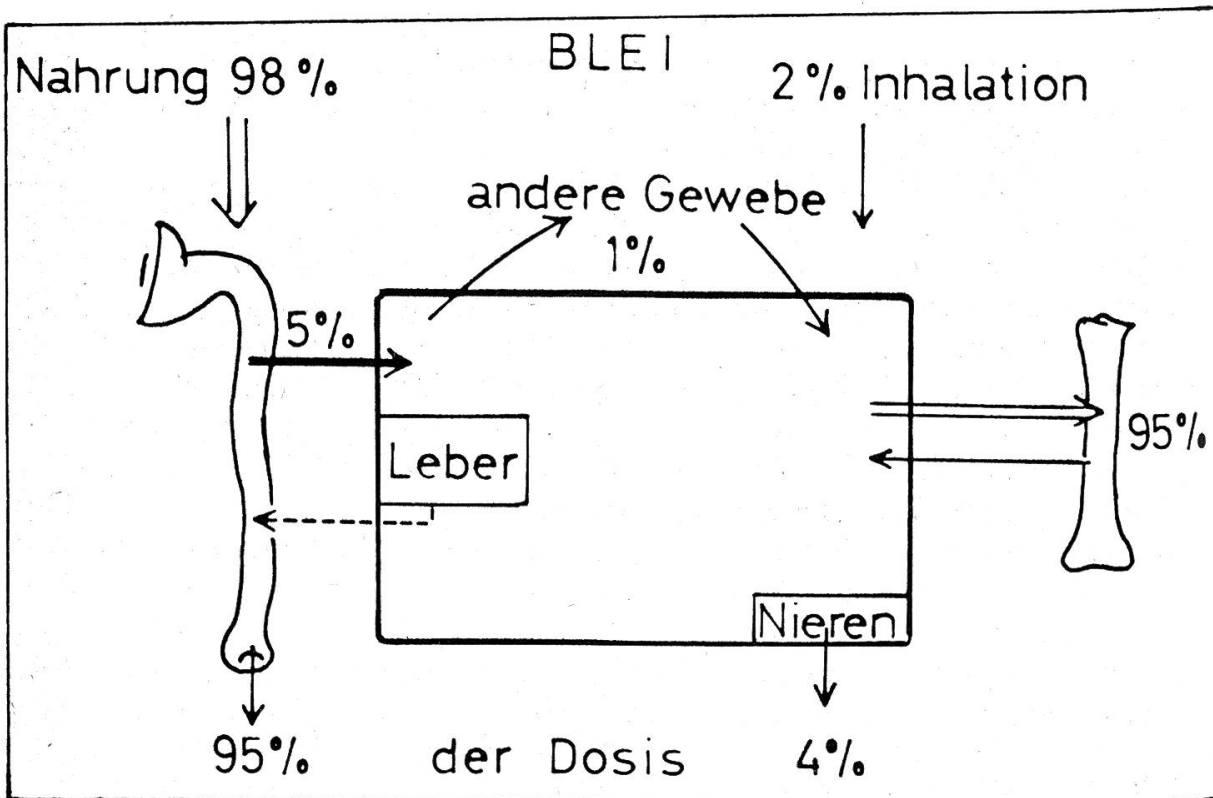 BLEI
Nahrung 98%
2% Inhalation
andere Gewebe
1%
5%
Leber
95%
Nieren
95% der Dosis 4%